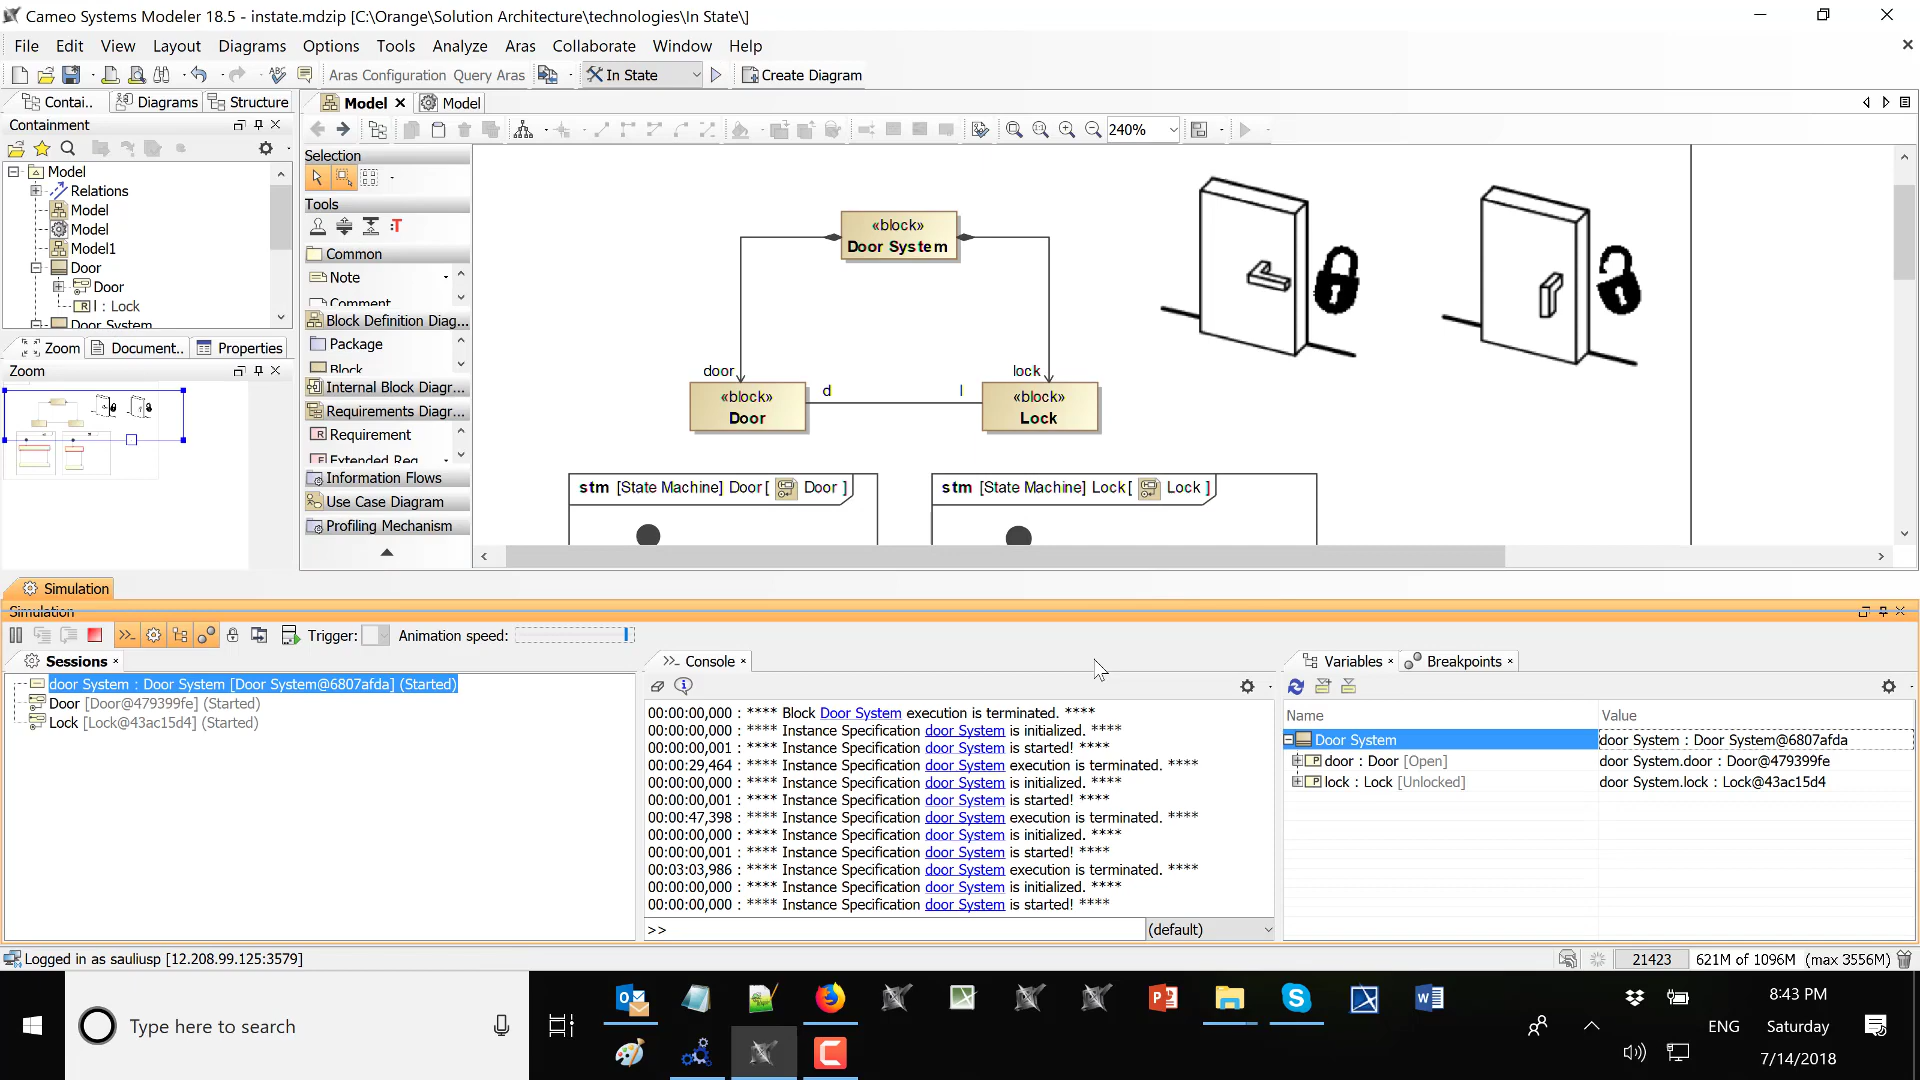 Cameo Systems Modeler 18.5 - instate.mdzip [C:\Orange\Solution Architecture\technologies\In State\]
File Edit View Layout Diagrams Options Tools Analyze Aras Collaborate Window Help
Aras Configuration Query Aras In State Create Diagram
Contai.. Diagrams Structure
Model Model
Containment
240%
Model
Relations
Model
Model
Model1
Door
Door
l : Lock
Door System
Zoom Document.. Properties
Zoom
Selection
Tools
Common
Note
Comment
Block Definition Diag...
Package
Block
Internal Block Diagr...
Requirements Diagr...
Requirement
Extended Req...
Information Flows
Use Case Diagram
Profiling Mechanism
«block»
Door System
door
lock
«block»
Door
d
l
«block»
Lock
stm [State Machine] Door[ Door ]
stm [State Machine] Lock[ Lock ]
Simulation
Simulation
Trigger: Animation speed:
Sessions
door System : Door System [Door System@6807afda] (Started)
Door [Door@479399fe] (Started)
Lock [Lock@43ac15d4] (Started)
Console
00:00:00,000 : **** Block Door System execution is terminated. ****
00:00:00,000 : **** Instance Specification door System is initialized. ****
00:00:00,001 : **** Instance Specification door System is started! ****
00:00:29,464 : **** Instance Specification door System execution is terminated. ****
00:00:00,000 : **** Instance Specification door System is initialized. ****
00:00:00,001 : **** Instance Specification door System is started! ****
00:00:47,398 : **** Instance Specification door System execution is terminated. ****
00:00:00,000 : **** Instance Specification door System is initialized. ****
00:00:00,001 : **** Instance Specification door System is started! ****
00:03:03,986 : **** Instance Specification door System execution is terminated. ****
00:00:00,000 : **** Instance Specification door System is initialized. ****
00:00:00,000 : **** Instance Specification door System is started! ****
>>
(default)
Variables Breakpoints
Name Value
Door System door System : Door System@6807afda
door : Door [Open] door System.door : Door@479399fe
lock : Lock [Unlocked] door System.lock : Lock@43ac15d4
Logged in as sauliusp [12.208.99.125:3579]
21423 621M of 1096M (max 3556M)
Type here to search
ENG
8:43 PM
Saturday
7/14/2018